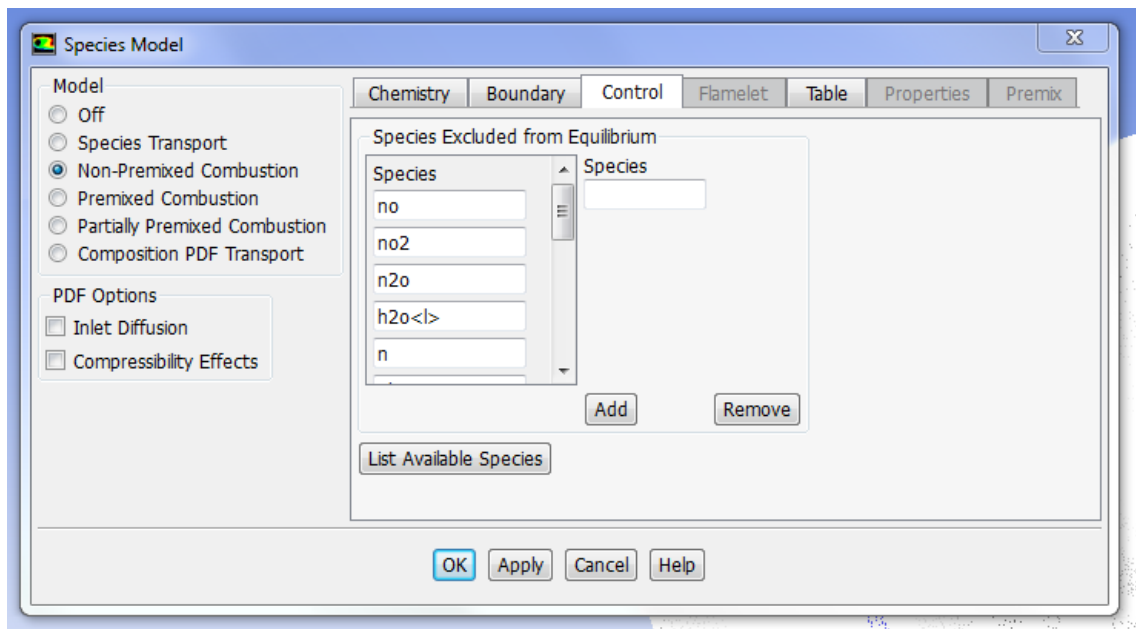 Species Model
Model
Off
Species Transport
Non-Premixed Combustion
Premixed Combustion
Partially Premixed Combustion
Composition PDF Transport
PDF Options
Inlet Diffusion
Compressibility Effects
Chemistry Boundary Control Flamelet Table Properties Premix
Species Excluded from Equilibrium
Species
no
no2
n2o
h2o<l>
n
Species
Add Remove
List Available Species
OK Apply Cancel Help